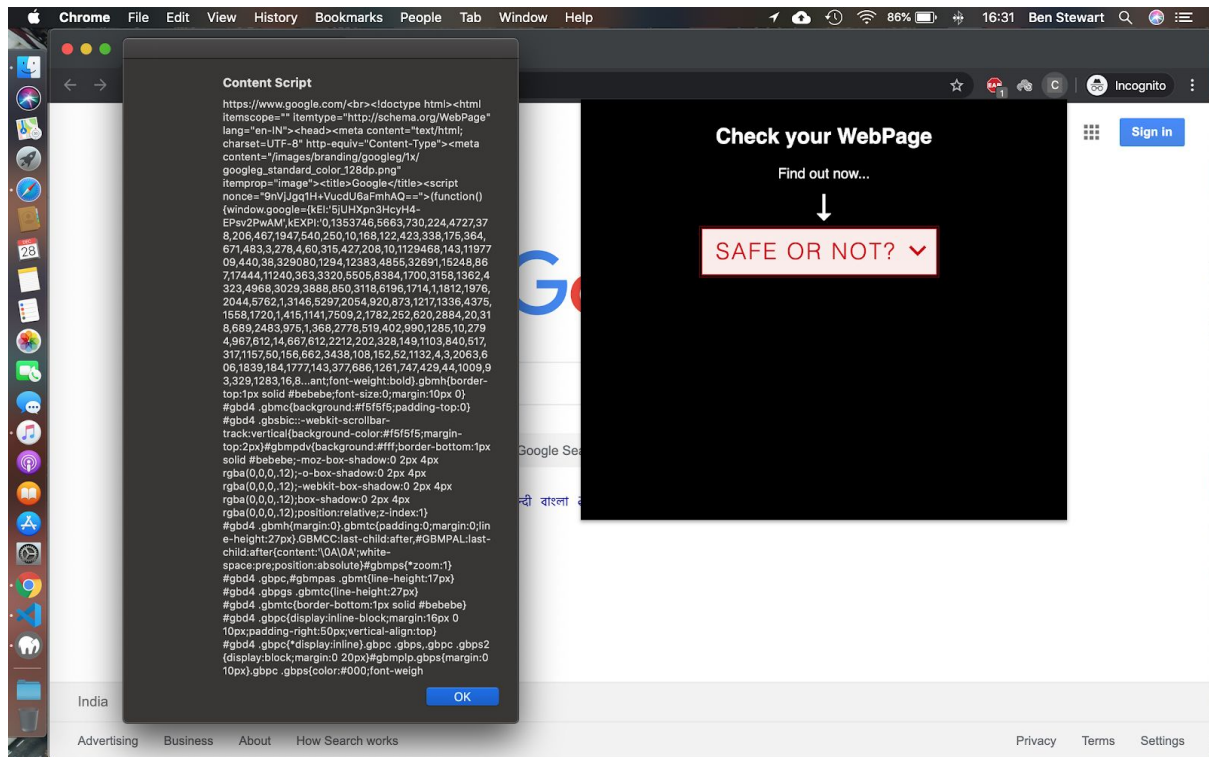 Chrome File Edit View History Bookmarks People Tab Window Help 86% 16:31 Ben Stewart
Incognito
Content Script
https://www.google.com/<br><!doctype html><html
itemscope="" itemtype="http://schema.org/WebPage"
lang="en-IN"><head><meta content="text/html;
charset=UTF-8" http-equiv="Content-Type"><meta
content="/images/branding/googleg/1x/
googleg_standard_color_128dp.png"
itemprop="image"><title>Google</title><script
nonce="9nVjJgq1H+VucdU6aFmhAQ==">(function()
{window.google={kEI:'5jUHXpn3HcyH4-
EPsv2PwAM',kEXPI:'0,1353746,5663,730,224,4727,37
8,206,467,1947,540,250,10,168,122,423,338,175,364,
671,483,3,278,4,60,315,427,208,10,1129468,143,11977
09,440,38,329080,1294,12383,4855,32691,15248,86
7,17444,11240,363,3320,5505,8384,1700,3158,1362,4
323,4968,3029,3888,850,3118,6196,1714,1,1812,1976,
2044,5762,1,3146,5297,2054,920,873,1217,1336,4375,
1558,1720,1,415,1141,7509,2,1782,252,620,2884,20,31
8,689,2483,975,1,368,2778,519,402,990,1285,10,279
4,967,612,14,667,612,2212,202,328,149,1103,840,517,
317,1157,50,156,662,3438,108,152,52,1132,4,3,2063,6
06,1839,184,1777,143,377,686,1261,747,429,44,1009,9
3,329,1283,16,8...ant;font-weight:bold}.gbmh{border-
top:1px solid #bebebe;font-size:0;margin:10px 0}
#gbd4 .gbmc{background:#f5f5f5;padding-top:0}
#gbd4 .gbsbic::-webkit-scrollbar-
track:vertical{background-color:#f5f5f5;margin-
top:2px}#gbmpdv{background:#fff;border-bottom:1px
solid #bebebe;-moz-box-shadow:0 2px 4px
rgba(0,0,0,.12);-o-box-shadow:0 2px 4px
rgba(0,0,0,.12);-webkit-box-shadow:0 2px 4px
rgba(0,0,0,.12);box-shadow:0 2px 4px
rgba(0,0,0,.12);position:relative;z-index:1}
#gbd4 .gbmh{margin:0}.gbmtc{padding:0;margin:0;lin
e-height:27px}.GBMCC:last-child:after,#GBMPAL:last-
child:after{content:'\0A\0A';white-
space:pre;position:absolute}#gbmps{*zoom:1}
#gbd4 .gbpc,#gbmpas .gbmt{line-height:17px}
#gbd4 .gbpgs .gbmtc{line-height:27px}
#gbd4 .gbmtc{border-bottom:1px solid #bebebe}
#gbd4 .gbpc{display:inline-block;margin:16px 0
10px;padding-right:50px;vertical-align:top}
#gbd4 .gbpc{*display:inline}.gbpc .gbps,.gbpc .gbps2
{display:block;margin:0 20px}#gbmplp.gbps{margin:0
10px}.gbpc .gbps{color:#000;font-weigh
OK
Check your WebPage
Find out now...
SAFE OR NOT?
Sign in
Google Sea
বাংলা
India
Advertising Business About How Search works
Privacy Terms Settings